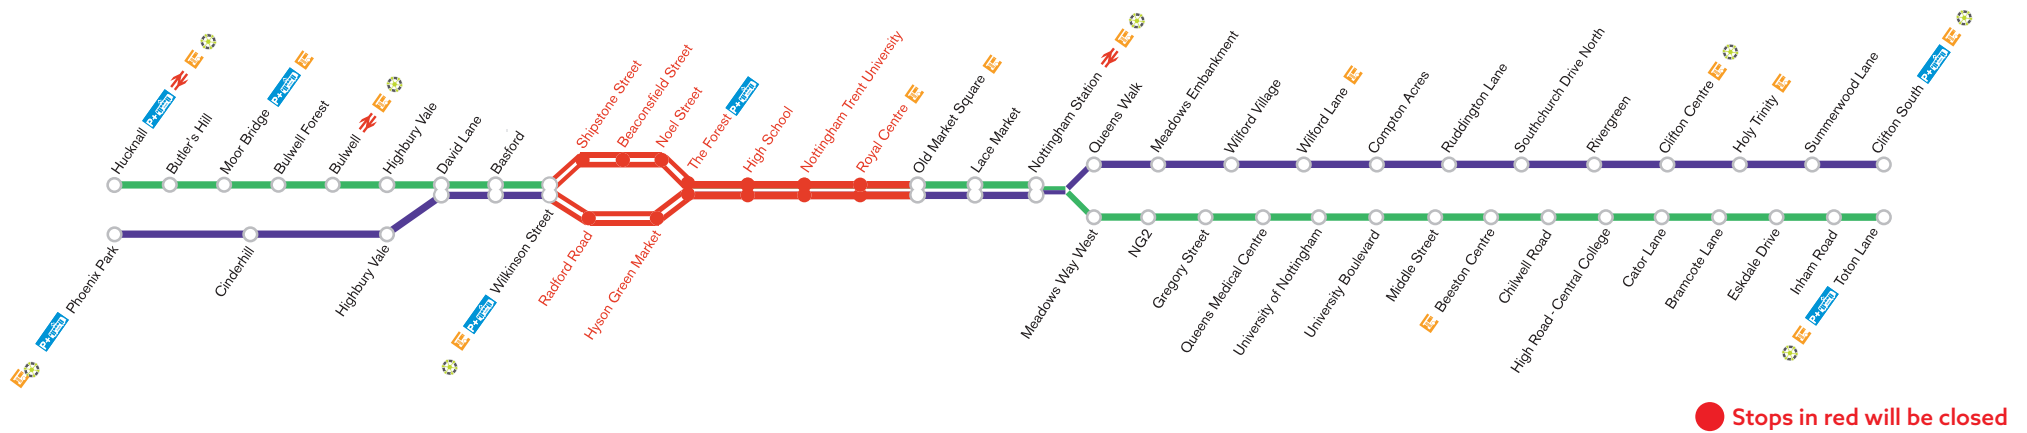 Hucknall
Butler's Hill
Moor Bridge
Bulwell Forest
Bulwell
Highbury Vale
David Lane
Basford
Shipstone Street
Beaconsfield Street
Noel Street
The Forest
High School
Nottingham Trent University
Royal Centre
Old Market Square
Lace Market
Nottingham Station
Queens Walk
Meadows Embankment
Wilford Village
Wilford Lane
Compton Acres
Ruddington Lane
Southchurch Drive North
Rivergreen
Clifton Centre
Holy Trinity
Summerwood Lane
Clifton South
Phoenix Park
Cinderhill
Highbury Vale
Wilkinson Street
Radford Road
Hyson Green Market
Meadows Way West
NG2
Gregory Street
Queens Medical Centre
University of Nottingham
University Boulevard
Middle Street
Beeston Centre
Chilwell Road
High Road - Central College
Cator Lane
Bramcote Lane
Eskdale Drive
Inham Road
Toton Lane
Stops in red will be closed